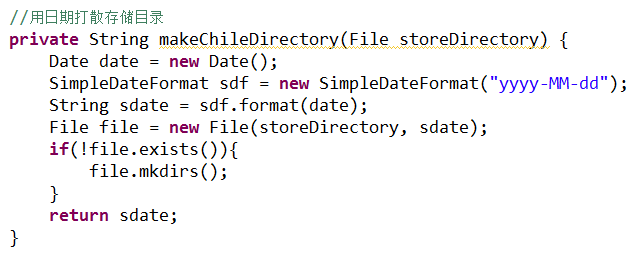 //用日期打散存储目录
private String makeChileDirectory(File storeDirectory) {
    Date date = new Date();
    SimpleDateFormat sdf = new SimpleDateFormat("yyyy-MM-dd");
    String sdate = sdf.format(date);
    File file = new File(storeDirectory, sdate);
    if(!file.exists()){
        file.mkdirs();
    }
    return sdate;
}